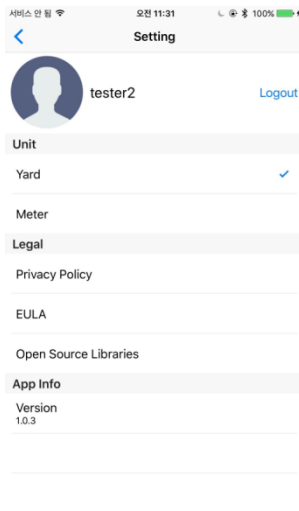 서비스 안 됨 오전 11:31 100%
Setting
tester2 Logout
Unit
Yard
Meter
Legal
Privacy Policy
EULA
Open Source Libraries
App Info
Version
1.0.3